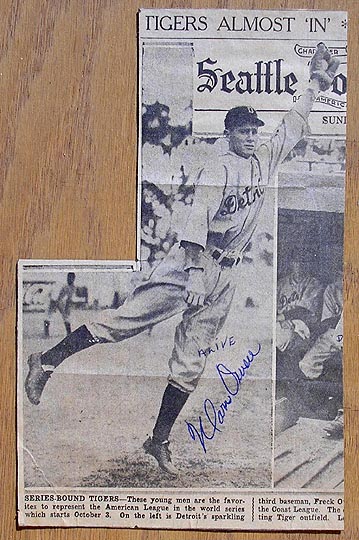 TIGERS ALMOST 'IN' *
Seattle
AMERIC
SUN
Detroit
Marv Owen
SERIES-BOUND TIGERS—These young men are the favor-
ites to represent the American League in the world series
which starts October 3. On the left is Detroit's sparkling
third baseman, Freck O
the Coast League. The
ting Tiger outfield. L